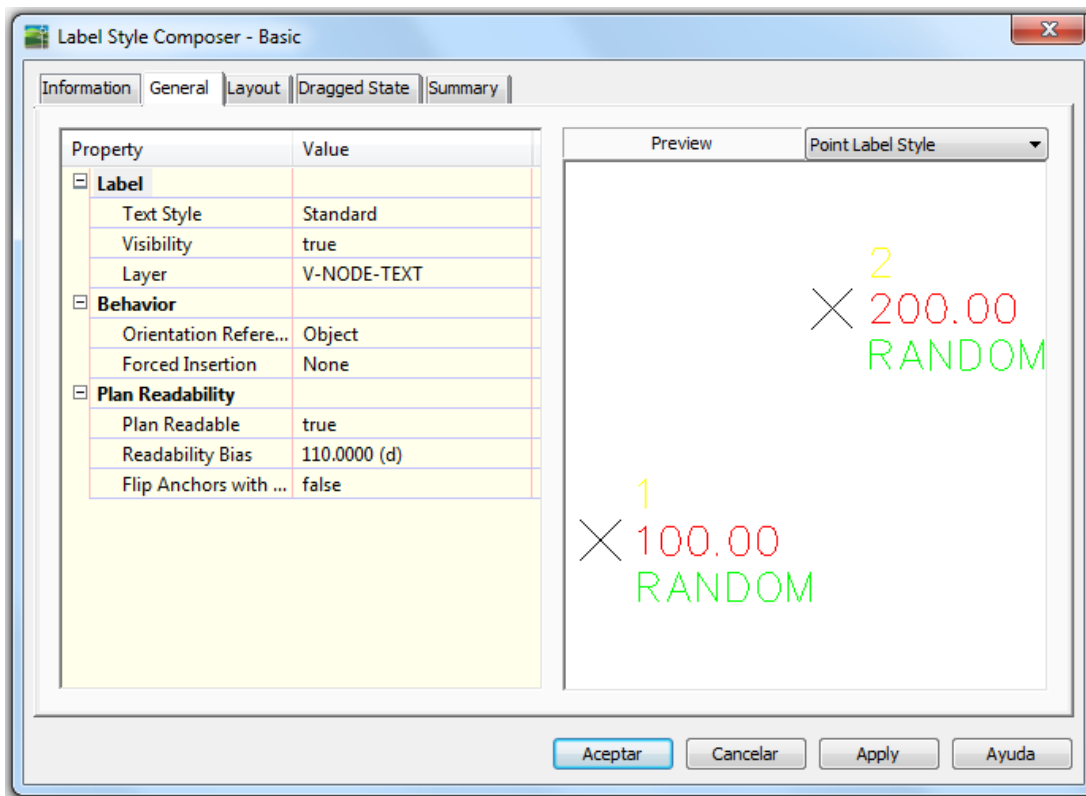 Label Style Composer - Basic
Information General Layout Dragged State Summary
Property Value
Label
Text Style Standard
Visibility true
Layer V-NODE-TEXT
Behavior
Orientation Refere... Object
Forced Insertion None
Plan Readability
Plan Readable true
Readability Bias 110.0000 (d)
Flip Anchors with ... false
Preview Point Label Style
2
200.00
RANDOM
1
100.00
RANDOM
Aceptar Cancelar Apply Ayuda